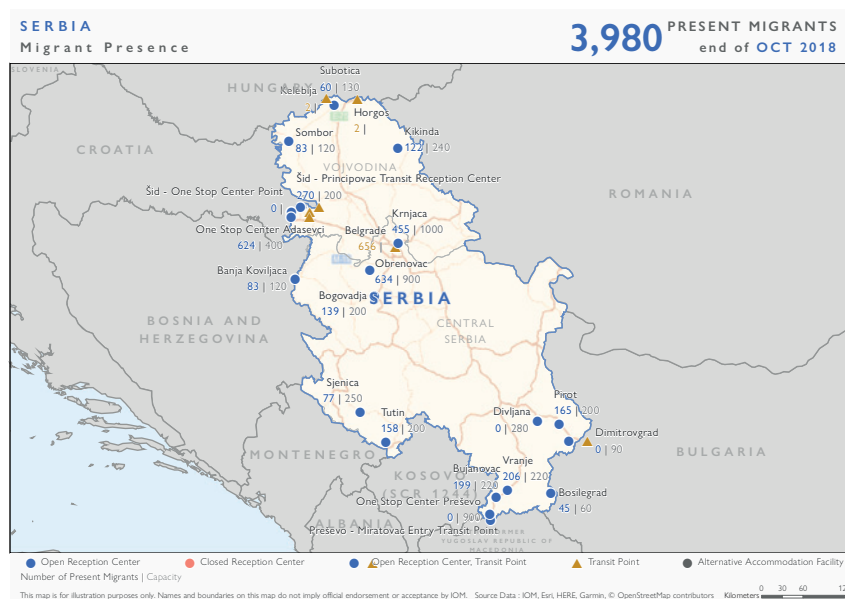 SERBIA
Migrant Presence
3,980 PRESENT MIGRANTS
end of OCT 2018
SLOVENIA
HUNGARY
CROATIA
ROMANIA
BOSNIA AND
HERZEGOVINA
MONTENEGRO
KOSOVO
(SCR 1244)
ALBANIA
BULGARIA
FORMER
YUGOSLAV REPUBLIC OF
MACEDONIA
VOJVODINA
SERBIA
CENTRAL
SERBIA
Subotica
60 | 130
Kelebija
2 |
Horgos
2 |
Sombor
83 | 120
Kikinda
122 | 240
Šid - Principovac Transit Reception Center
270 | 200
Šid - One Stop Center Point
0 |
One Stop Center Adasevci
624 | 400
Krnjaca
455 | 1000
Belgrade
656 |
Obrenovac
634 | 900
Banja Koviljaca
83 | 120
Bogovadja
139 | 200
Sjenica
77 | 250
Tutin
158 | 200
Divljana
0 | 280
Pirot
165 | 200
Dimitrovgrad
0 | 90
Vranje
206 | 220
Bujanovac
199 | 220
Bosilegrad
45 | 60
One Stop Center Preševo
0 | 900
Preševo - Miratovac Entry Transit Point
Open Reception Center
Closed Reception Center
Open Reception Center, Transit Point
Transit Point
Alternative Accommodation Facility
Number of Present Migrants | Capacity
This map is for illustration purposes only. Names and boundaries on this map do not imply official endorsement or acceptance by IOM. Source Data : IOM, Esri, HERE, Garmin, © OpenStreetMap contributors
Kilometers
0 30 60